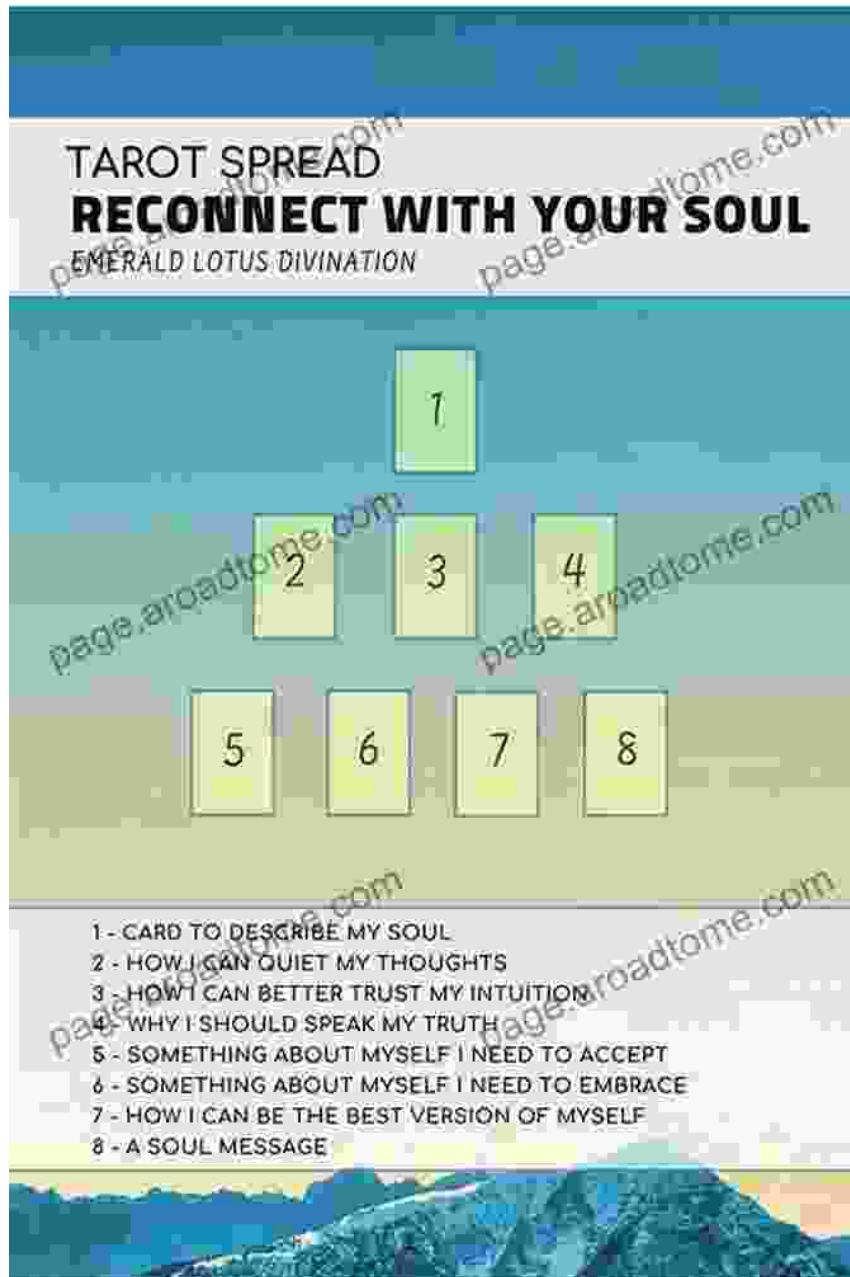 TAROT SPREAD
RECONNECT WITH YOUR SOUL
EMERALD LOTUS DIVINATION
page.aroadtome.com
page.aroadtome.com
1
2
3
4
page.aroadtome.com
page.aroadtome.com
5
6
7
8
1 - CARD TO DESCRIBE MY SOUL
2 - HOW I CAN QUIET MY THOUGHTS
3 - HOW I CAN BETTER TRUST MY INTUITION
4 - WHY I SHOULD SPEAK MY TRUTH
5 - SOMETHING ABOUT MYSELF I NEED TO ACCEPT
6 - SOMETHING ABOUT MYSELF I NEED TO EMBRACE
7 - HOW I CAN BE THE BEST VERSION OF MYSELF
8 - A SOUL MESSAGE
page.aroadtome.com
page.aroadtome.com